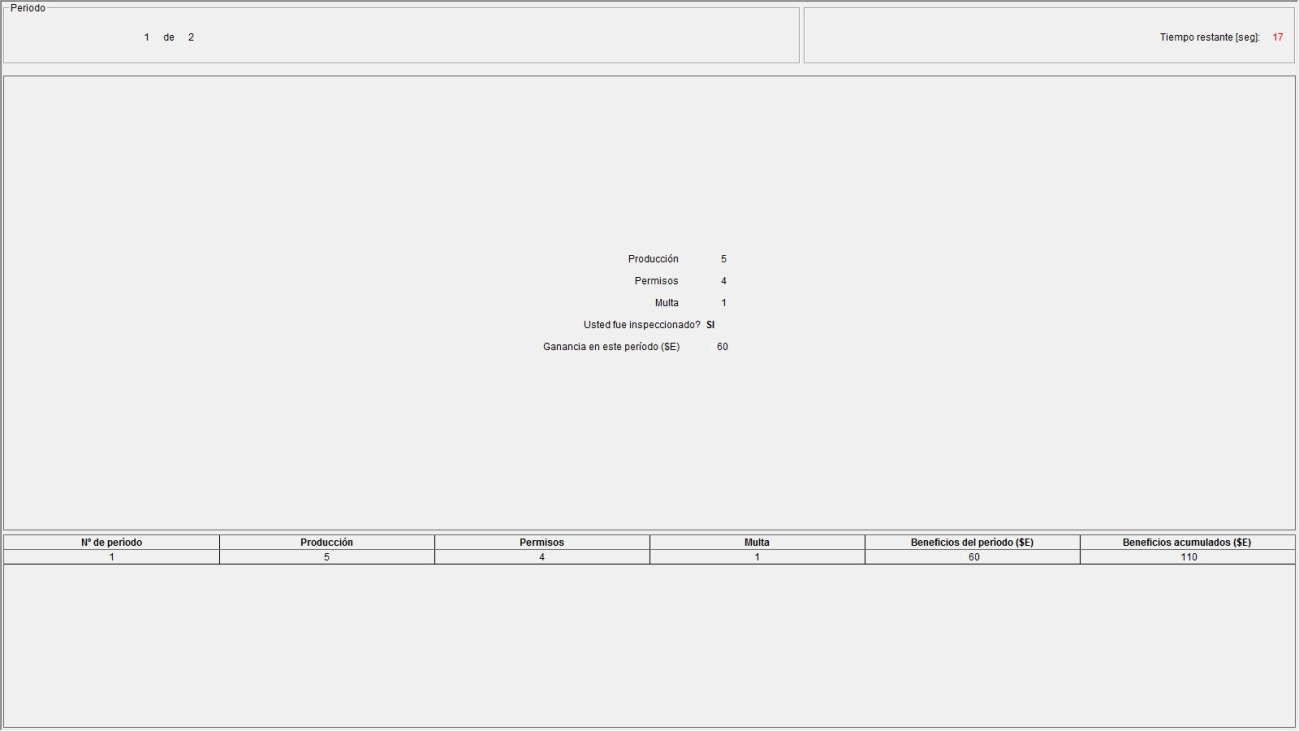 Periodo
1 de 2
Tiempo restante [seg]: 17
Producción 5
Permisos 4
Multa 1
Usted fue inspeccionado? SI
Ganancia en este período ($E) 60
Nº de periodo Producción Permisos Multa Beneficios del periodo ($E) Beneficios acumulados ($E)
1 5 4 1 60 110